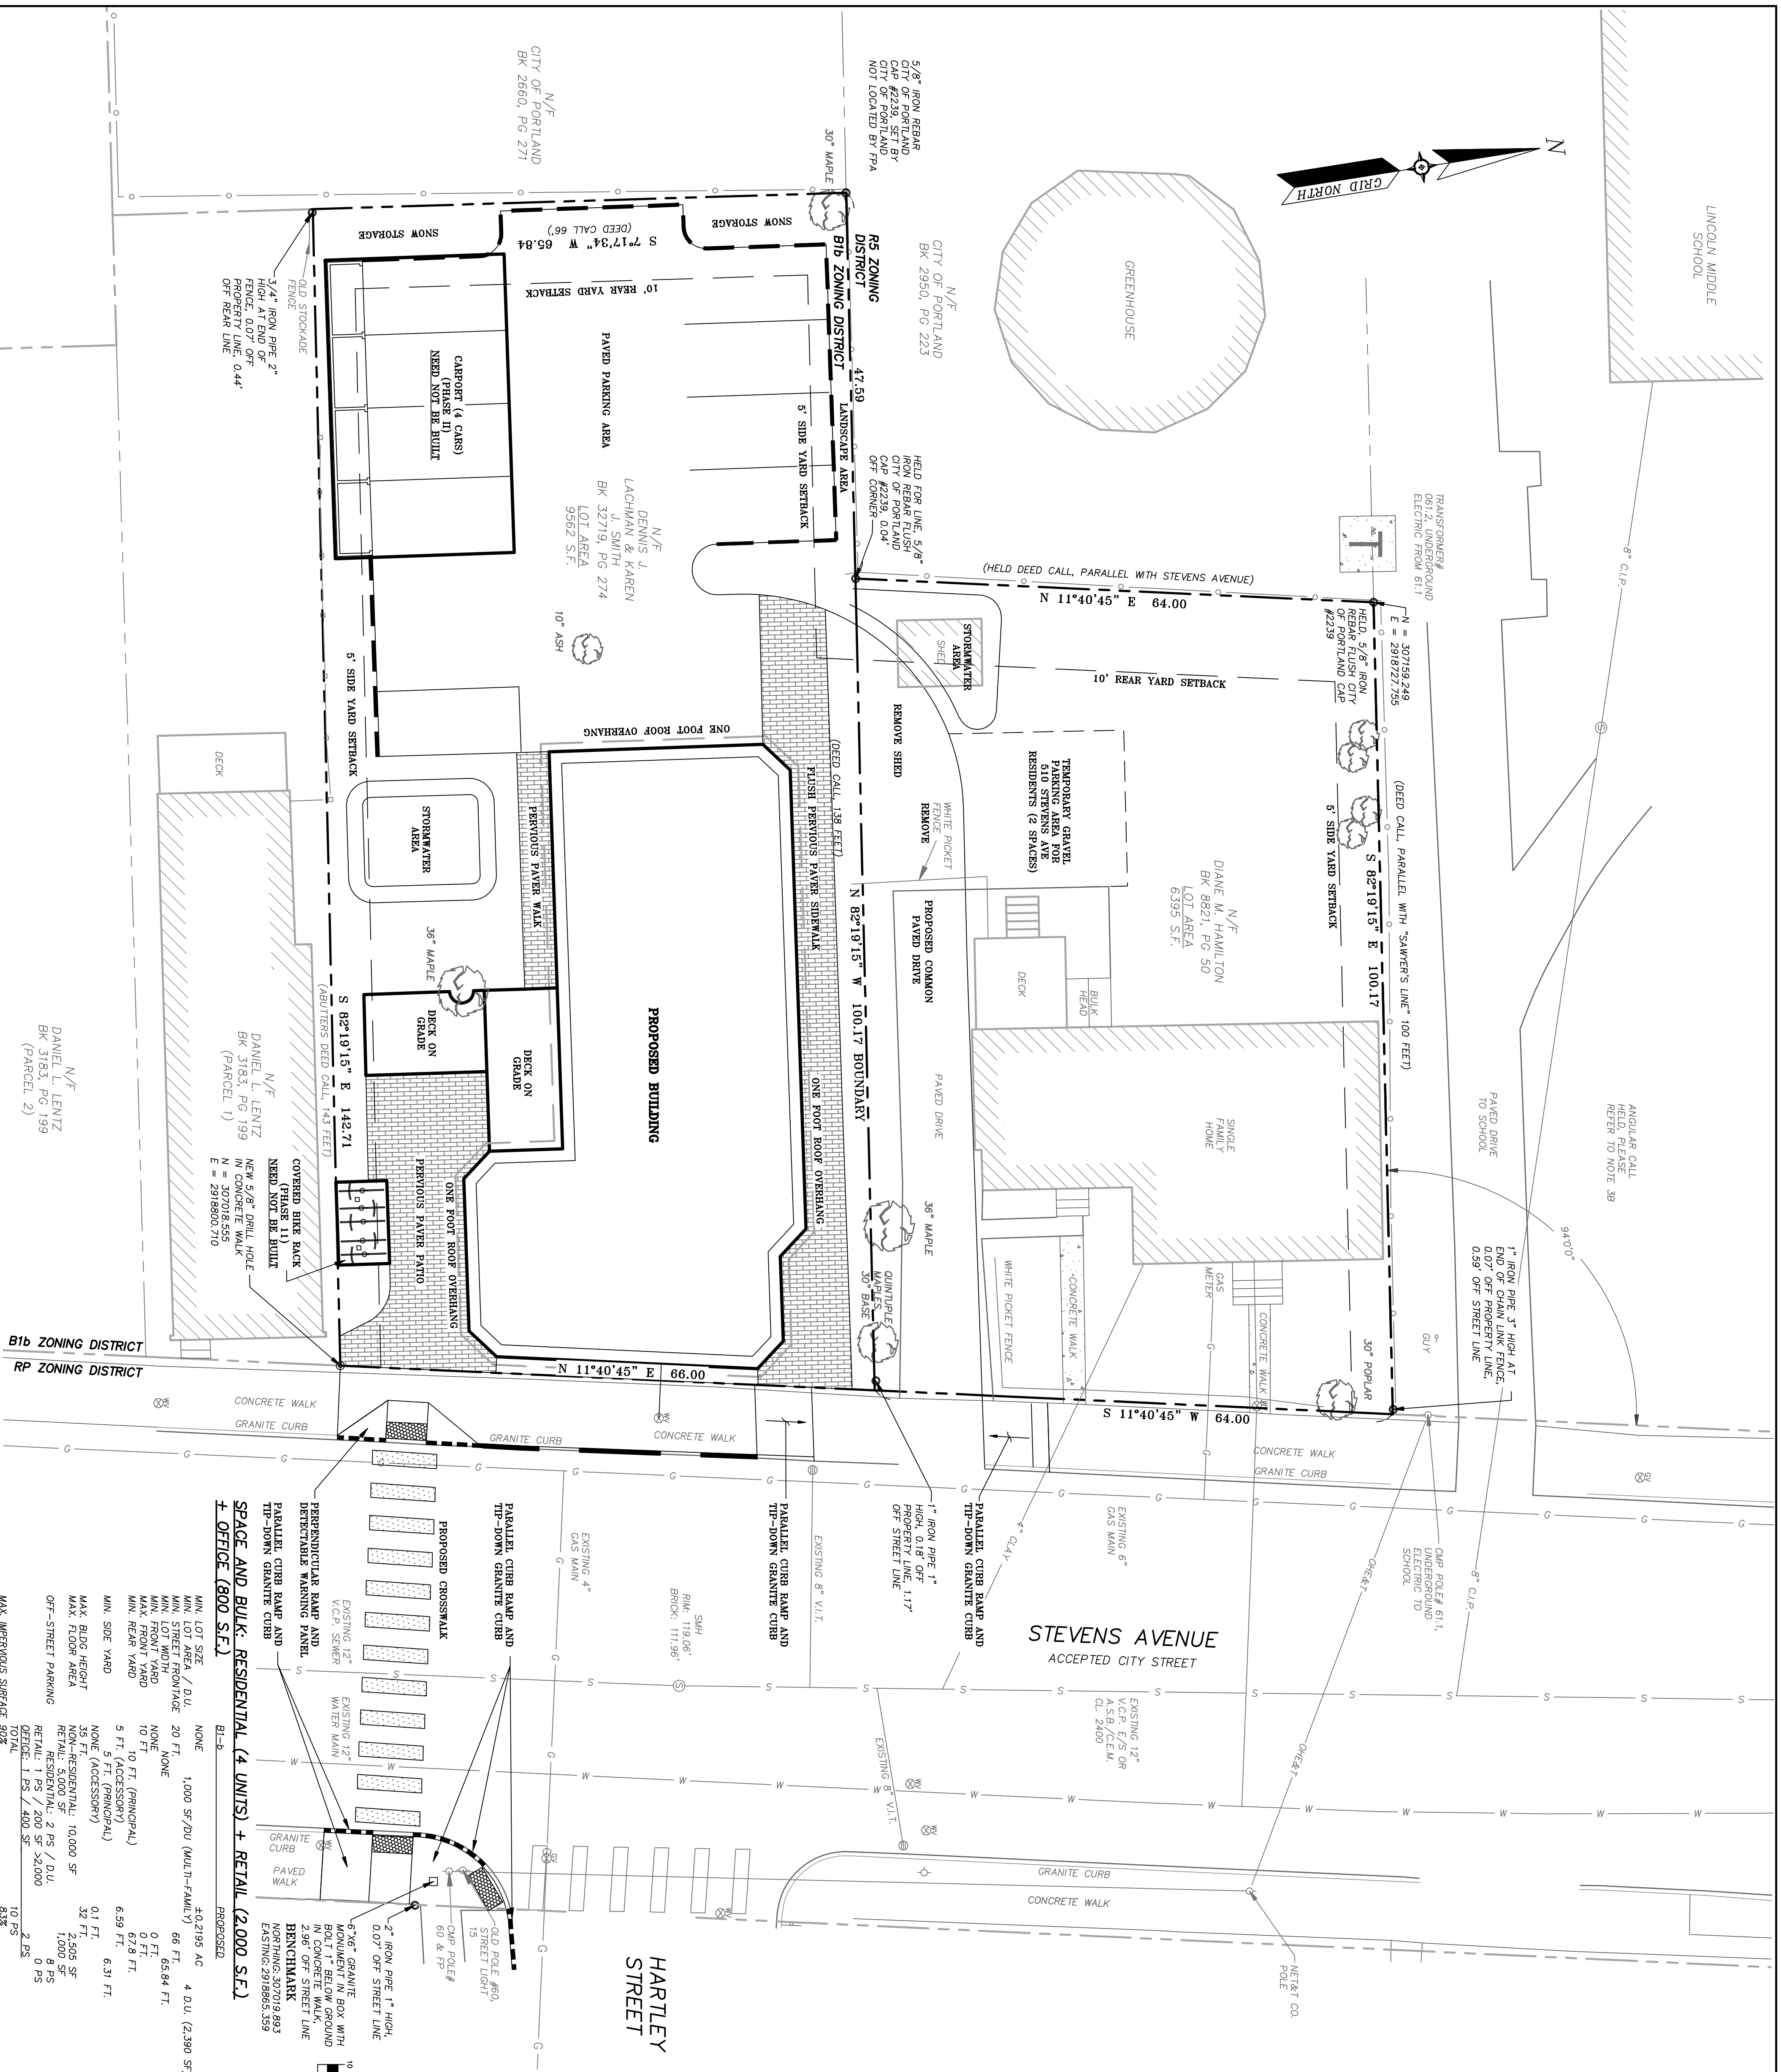 LINCOLN MIDDLE
SCHOOL
N
GRID NORTH
GREENHOUSE
N/F
CITY OF PORTLAND
BK 2660, PG 271
5/8" IRON REBAR
CITY OF PORTLAND
CAP #2239, SET BY
CITY OF PORTLAND
NOT LOCATED BY FPA
30" MAPLE
R5 ZONING
DISTRICT
B1b ZONING DISTRICT
N/F
CITY OF PORTLAND
BK 2950, PG 223
47.59
LANDSCAPE AREA
HELD FOR LINE, 5/8"
IRON REBAR FLUSH
CITY OF PORTLAND
CAP #2239, 0.04'
OFF CORNER
TRANSFORMER#
061.2, UNDERGROUND
ELECTRIC FROM 61.1
T
8" C.I.P.
S
(HELD DEED CALL, PARALLEL WITH STEVENS AVENUE)
N 11°40'45" E 64.00
N = 307159.249
E = 2918727.755
HELD, 5/8" IRON
REBAR FLUSH CITY
OF PORTLAND CAP
#2239
SNOW STORAGE
S 7°17'34" W 65.84
(DEED CALL 66')
SNOW STORAGE
10' REAR YARD SETBACK
OLD STOCKADE
FENCE
3/4" IRON PIPE 2"
HIGH AT END OF
FENCE, 0.07' OFF
PROPERTY LINE, 0.44'
OFF REAR LINE
CARPORT (4 CARS)
(PHASE II)
NEED NOT BE BUILT
PAVED PARKING AREA
5' SIDE YARD SETBACK
N/F
DENNIS J.
LACHMAN & KAREN
J. SMITH
BK 32719, PG 274
LOT AREA
9562 S.F.
10" ASH
5' SIDE YARD SETBACK
STORMWATER
AREA
SHED
10' REAR YARD SETBACK
REMOVE SHED
ONE FOOT ROOF OVERHANG
(DEED CALL, 138 FEET)
FLUSH PERVIOUS PAVER SIDEWALK
TEMPORARY GRAVEL
PARKING AREA FOR
510 STEVENS AVE
RESIDENTS (2 SPACES)
WHITE PICKET
FENCE
REMOVE
(DEED CALL, PARALLEL WITH "SAWYER'S LINE" 100 FEET)
S 82°19'15" E 100.17
5' SIDE YARD SETBACK
N/F
DIANE M. HAMILTON
BK 8821, PG 50
LOT AREA
6395 S.F.
DECK
STORMWATER
AREA
PERVIOUS PAVER WALK
36" MAPLE
DECK ON
GRADE
DECK ON
GRADE
PROPOSED BUILDING
N 82°19'15" W 100.17 BOUNDARY
PROPOSED COMMON
PAVED DRIVE
DECK
BULK
HEAD
PAVED DRIVE
SINGLE
FAMILY
HOME
PAVED DRIVE
TO SCHOOL
ANGULAR CALL
HELD, PLEASE
REFER TO NOTE 3B
94°0'0"
N/F
DANIEL L. LENTZ
BK 3183, PG 199
(PARCEL 2)
N/F
DANIEL L. LENTZ
BK 3183, PG 199
(PARCEL 1)
(ABUTTERS DEED CALL, 143 FEET)
S 82°19'15" E 142.71
COVERED BIKE RACK
(PHASE 11)
NEED NOT BE BUILT
NEW 5/8" DRILL HOLE
IN CONCRETE WALK
N = 307018.555
E = 2918800.710
PERVIOUS PAVER PATIO
ONE FOOT ROOF OVERHANG
ONE FOOT ROOF OVERHANG
36" MAPLE
QUINTUPLE
MAPLES,
30" BASE
WHITE PICKET FENCE
CONCRETE WALK
GAS
METER
CONCRETE WALK
30" POPLAR
GUY
1" IRON PIPE 3" HIGH AT
END OF CHAIN LINK FENCE,
0.07' OFF PROPERTY LINE,
0.59' OFF STREET LINE
B1b ZONING DISTRICT
RP ZONING DISTRICT
N 11°40'45" E 66.00
S 11°40'45" W 64.00
CONCRETE WALK
GRANITE CURB
GRANITE CURB
CONCRETE WALK
CONCRETE WALK
GRANITE CURB
WV
WV
GV
PARALLEL CURB RAMP AND
TIP-DOWN GRANITE CURB
PERPENDICULAR RAMP AND
DETECTABLE WARNING PANEL
PROPOSED CROSSWALK
PARALLEL CURB RAMP AND
TIP-DOWN GRANITE CURB
EXISTING 4"
GAS MAIN
PARALLEL CURB RAMP AND
TIP-DOWN GRANITE CURB
EXISTING 8" V.I.T.
1" IRON PIPE 1"
HIGH, 0.18' OFF
PROPERTY LINE, 1.17'
OFF STREET LINE
PARALLEL CURB RAMP AND
TIP-DOWN GRANITE CURB
4" CLAY
EXISTING 6"
GAS MAIN
OHE&T
CMP POLE# 61.1,
UNDERGROUND
ELECTRIC TO
SCHOOL
8" C.I.P.
STEVENS AVENUE
ACCEPTED CITY STREET
SMH
RIM: 119.06'
BRICK: 111.96'
EXISTING 12"
V.C.P. SEWER
EXISTING 12"
WATER MAIN
EXISTING 12"
V.C.P. E/S OR
A.S.B./C.E.M.
CL. 2400
EXISTING 8" V.I.T.
OHE&T
GRANITE
CURB
PAVED
WALK
GRANITE CURB
CONCRETE WALK
NET&T CO.
POLE
OLD POLE #60,
STREET LIGHT
15
CMP POLE#
60 & FP
2" IRON PIPE 1" HIGH,
0.07' OFF STREET LINE
6"X6" GRANITE
MONUMENT IN BOX WITH
BOLT 1" BELOW GROUND
IN CONCRETE WALK,
2.96' OFF STREET LINE
BENCHMARK
NORTHING:307019.893
EASTING:2918865.359
HARTLEY
STREET
10
SPACE AND BULK: RESIDENTIAL (4 UNITS) + RETAIL (2,000 S.F.)
+ OFFICE (800 S.F.)
B1-b PROPOSED
MIN. LOT SIZE NONE ±0.2195 AC
MIN. LOT AREA / D.U. 1,000 SF/DU (MULTI-FAMILY) 4 D.U. (2,390 SF,
MIN. STREET FRONTAGE 20 FT. 66 FT.
MIN. LOT WIDTH NONE 65.84 FT.
MIN. FRONT YARD NONE 0 FT.
MAX. FRONT YARD 10 FT 0 FT.
MIN. REAR YARD 10 FT. (PRINCIPAL) 67.8 FT.
5 FT. (ACCESSORY) 6.59 FT.
MIN. SIDE YARD 5 FT. (PRINCIPAL) 6.31 FT.
NONE (ACCESSORY) 0.1 FT.
MAX. BLDG HEIGHT 35 FT. 32 FT.
MAX. FLOOR AREA NON-RESIDENTIAL: 10,000 SF 2,505 SF
RETAIL: 5,000 SF 1,000 SF
OFF-STREET PARKING RESIDENTIAL: 2 PS / D.U. 8 PS
RETAIL: 1 PS / 200 SF >2,000 0 PS
OFFICE: 1 PS / 400 SF 2 PS
TOTAL 10 PS
MAX. IMPERVIOUS SURFACE 90% 83%